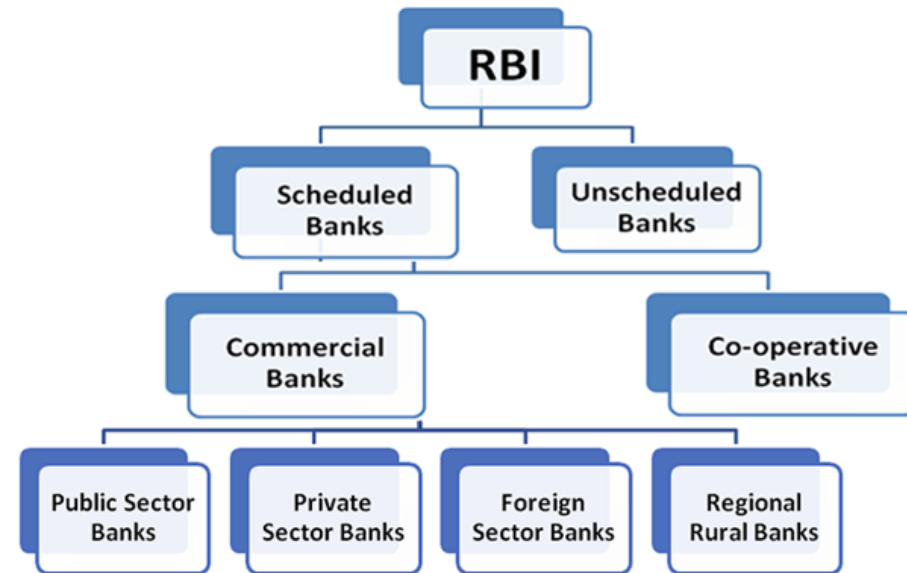 RBI
Scheduled
Banks
Unscheduled
Banks
Commercial
Banks
Co-operative
Banks
Public Sector
Banks
Private
Sector Banks
Foreign
Sector Banks
Regional
Rural Banks